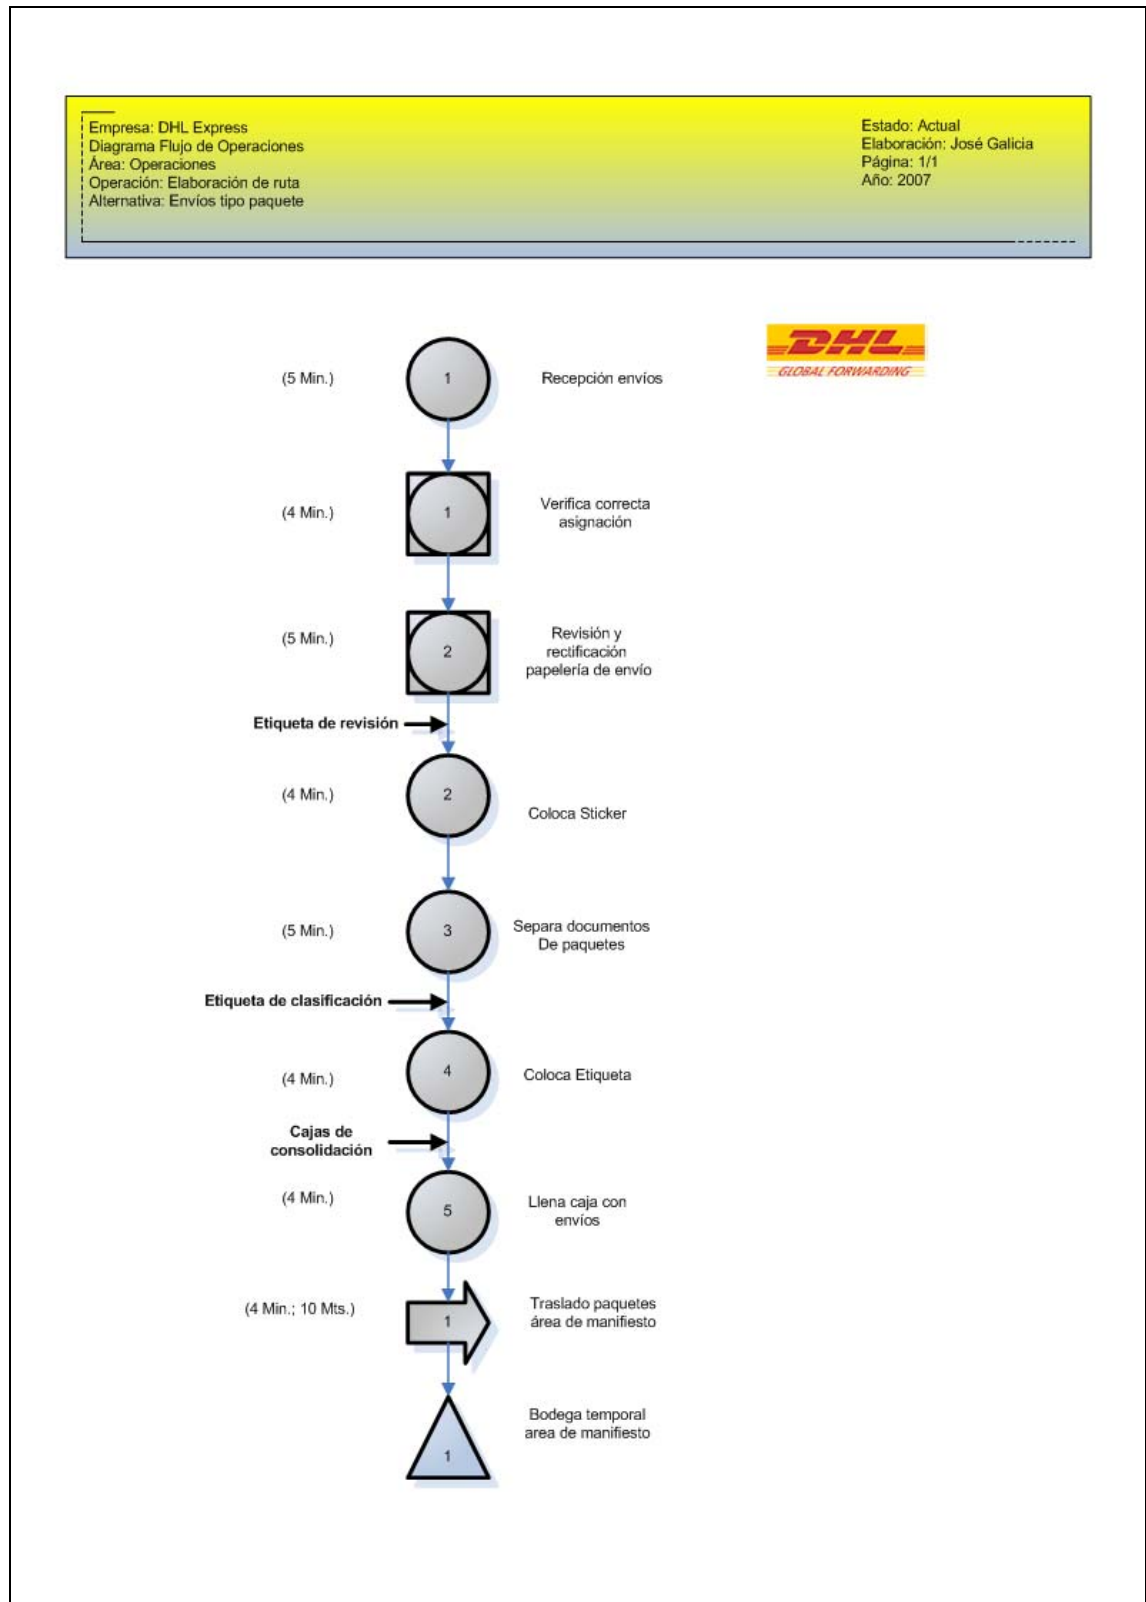 Empresa: DHL Express
Diagrama Flujo de Operaciones
Área: Operaciones
Operación: Elaboración de ruta
Alternativa: Envíos tipo paquete
Estado: Actual
Elaboración: José Galicia
Página: 1/1
Año: 2007
DHL
GLOBAL FORWARDING
(5 Min.) 1 Recepción envíos
(4 Min.) 1 Verifica correcta
asignación
(5 Min.) 2 Revisión y
rectificación
papelería de envío
Etiqueta de revisión
(4 Min.) 2 Coloca Sticker
(5 Min.) 3 Separa documentos
De paquetes
Etiqueta de clasificación
(4 Min.) 4 Coloca Etiqueta
Cajas de
consolidación
(4 Min.) 5 Llena caja con
envíos
(4 Min.; 10 Mts.) 1 Traslado paquetes
área de manifiesto
Bodega temporal
area de manifiesto
1